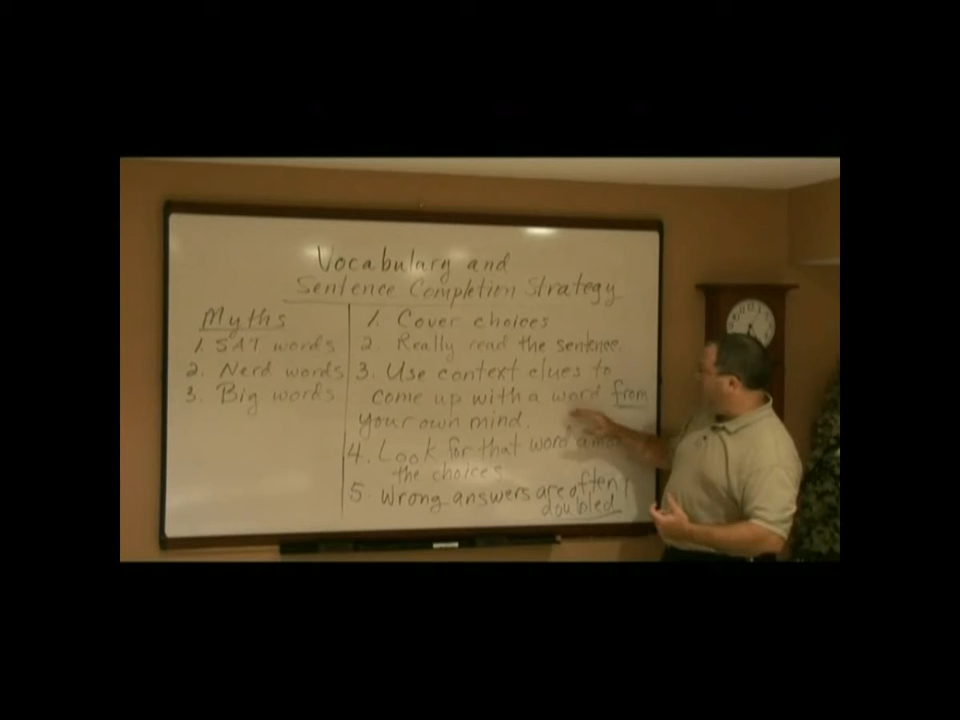 Vocabulary and
Sentence Completion Strategy
Myths
1. SAT words
2. Nerd words
3. Big words
1. Cover choices
2. Really read the sentence.
3. Use context clues to
come up with a word from
your own mind.
4. Look for that word
the choices
5. Wrong answers are often
doubled